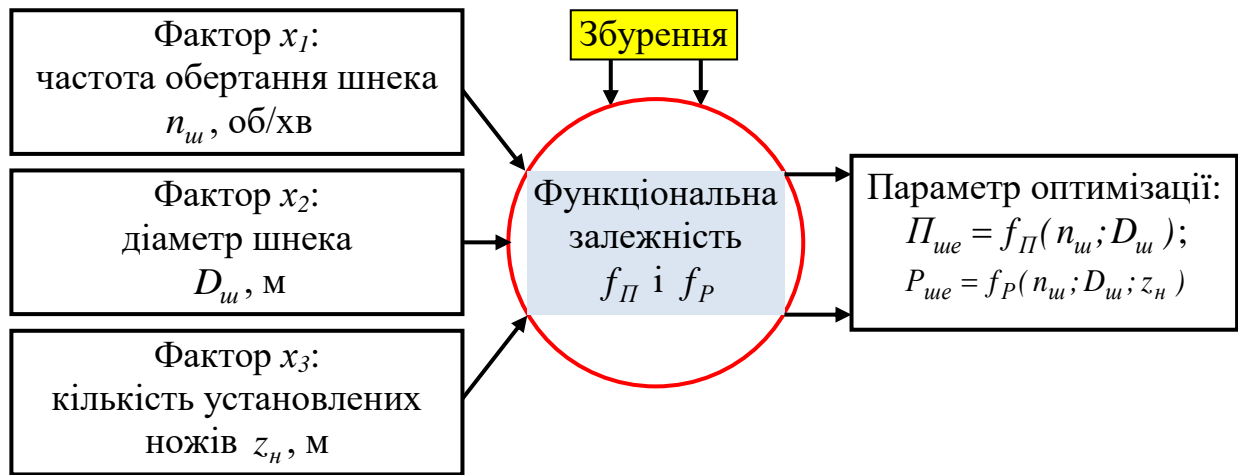 Фактор x₁:
частота обертання шнека
nш, об/хв
Фактор x₂:
діаметр шнека
Dш, м
Фактор x₃:
кількість установлених
ножів zн, м
Збурення
Функціональна
залежність
fП і fР
Параметр оптимізації:
Пше = fП( nш; Dш );
Pше = fР( nш; Dш; zн )